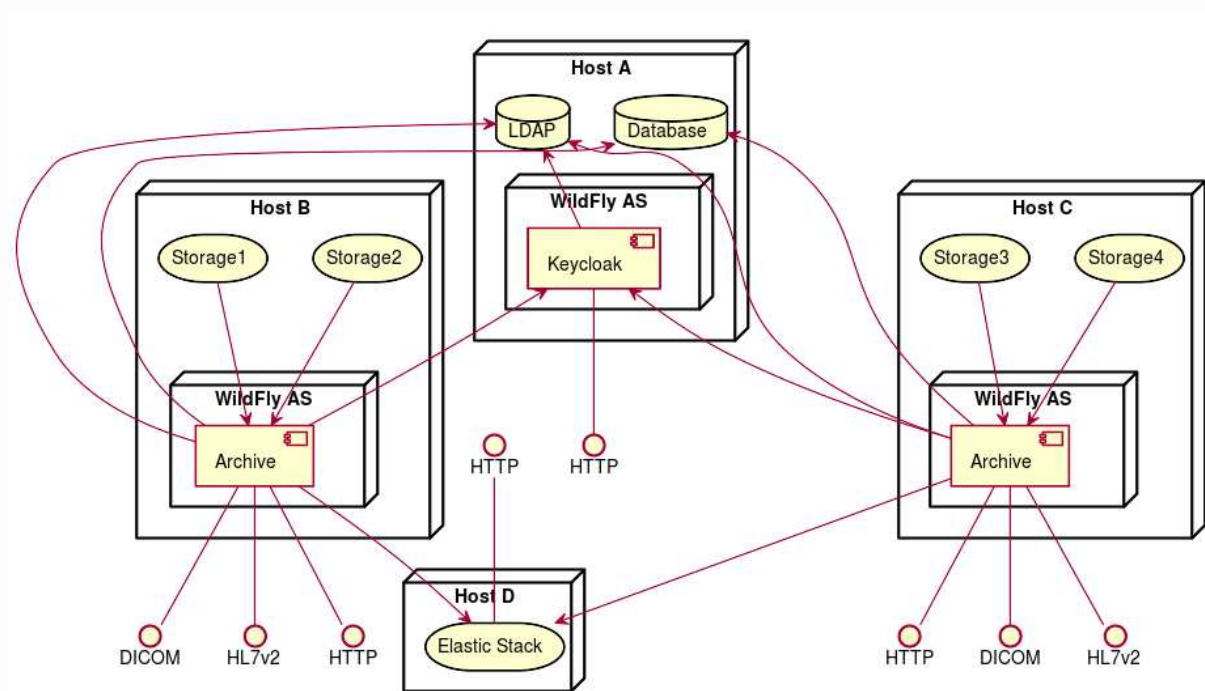 Host A
LDAP
Database
WildFly AS
Keycloak
Host B
Storage1
Storage2
WildFly AS
Archive
Host C
Storage3
Storage4
WildFly AS
Archive
HTTP
HTTP
Host D
Elastic Stack
DICOM
HL7v2
HTTP
HTTP
DICOM
HL7v2